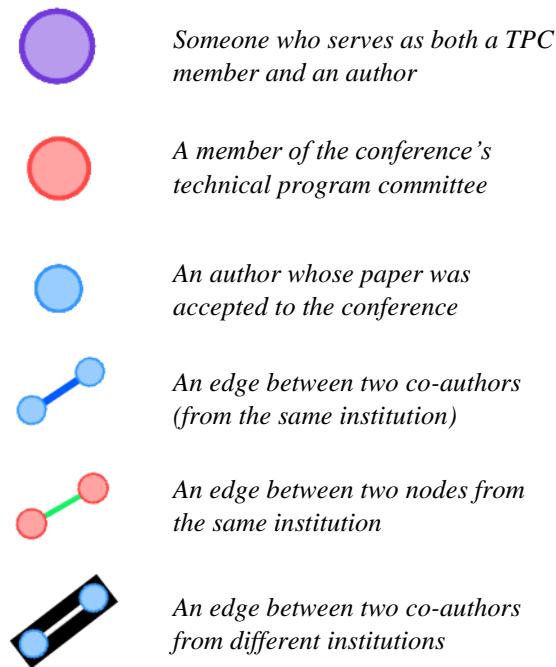 Someone who serves as both a TPC
member and an author
A member of the conference’s
technical program committee
An author whose paper was
accepted to the conference
An edge between two co-authors
(from the same institution)
An edge between two nodes from
the same institution
An edge between two co-authors
from different institutions